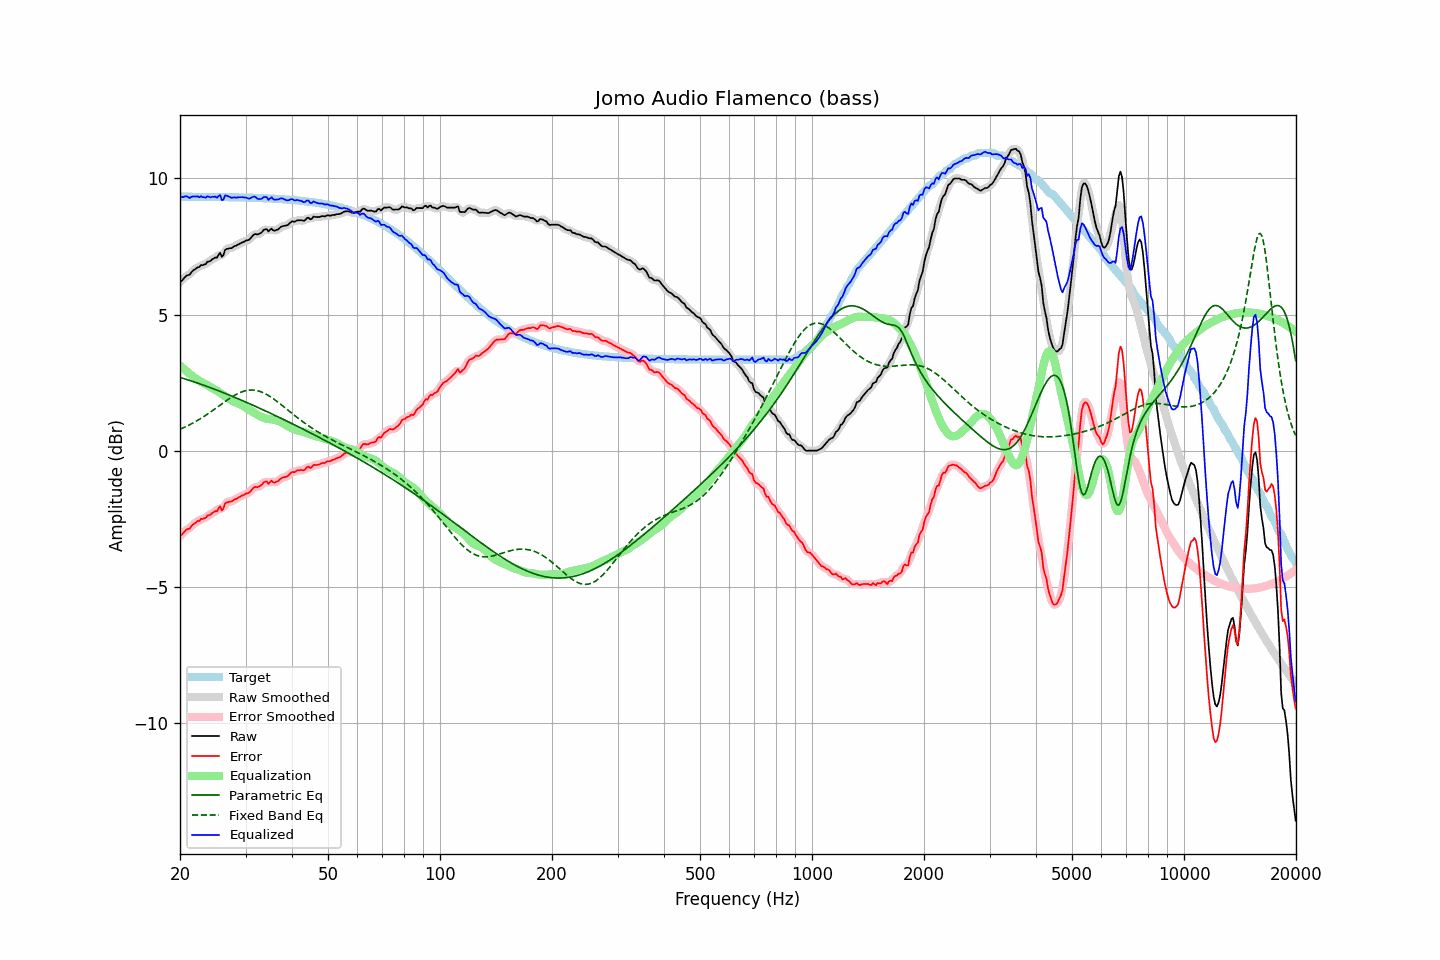 Jomo Audio Flamenco (bass)
10
5
0
−5
−10
Amplitude (dBr)
Target
Raw Smoothed
Error Smoothed
Raw
Error
Equalization
Parametric Eq
Fixed Band Eq
Equalized
20 50 100 200 500 1000 2000 5000 10000 20000
Frequency (Hz)